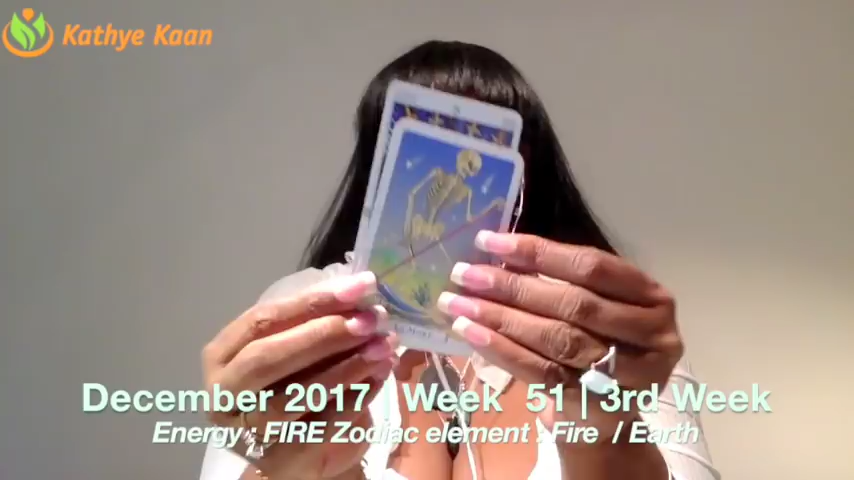 Kathye Kaan
December 2017 | Week 51 | 3rd Week
Energy : FIRE Zodiac element : Fire / Earth